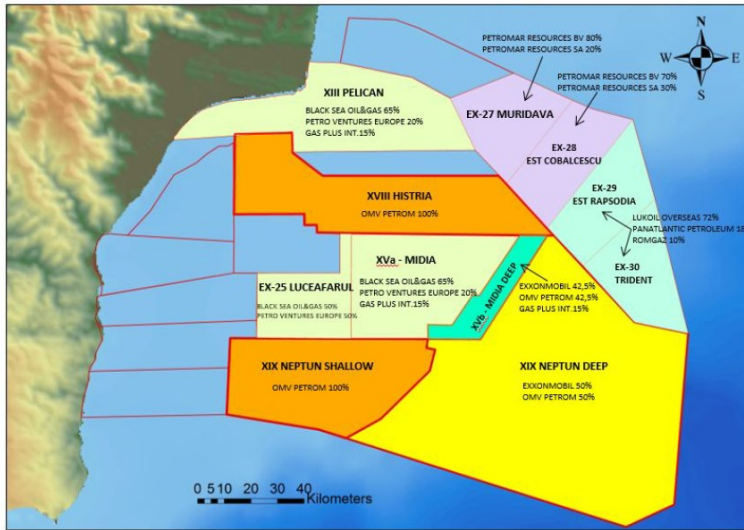 PETROMAR RESOURCES BV 80%
PETROMAR RESOURCES SA 20%
N
W
E
S
PETROMAR RESOURCES BV 70%
PETROMAR RESOURCES SA 30%
XIII PELICAN
BLACK SEA OIL&GAS 65%
PETRO VENTURES EUROPE 20%
GAS PLUS INT.15%
EX-27 MURIDAVA
EX-28
EST COBALCESCU
EX-29
EST RAPSODIA
XVIII HISTRIA
OMV PETROM 100%
LUKOIL OVERSEAS 72%
PANATLANTIC PETROLEUM 18
ROMGAZ 10%
EX-30
TRIDENT
XVa - MIDIA
BLACK SEA OIL&GAS 65%
PETRO VENTURES EUROPE 20%
GAS PLUS INT.15%
EX-25 LUCEAFARUL
BLACK SEA OIL&GAS 50%
PETRO VENTURES EUROPE 50%
XVb - MIDIA DEEP
EXXONMOBIL 42,5%
OMV PETROM 42,5%
GAS PLUS INT.15%
XIX NEPTUN SHALLOW
OMV PETROM 100%
XIX NEPTUN DEEP
EXXONMOBIL 50%
OMV PETROM 50%
0 5 10 20 30 40
Kilometers